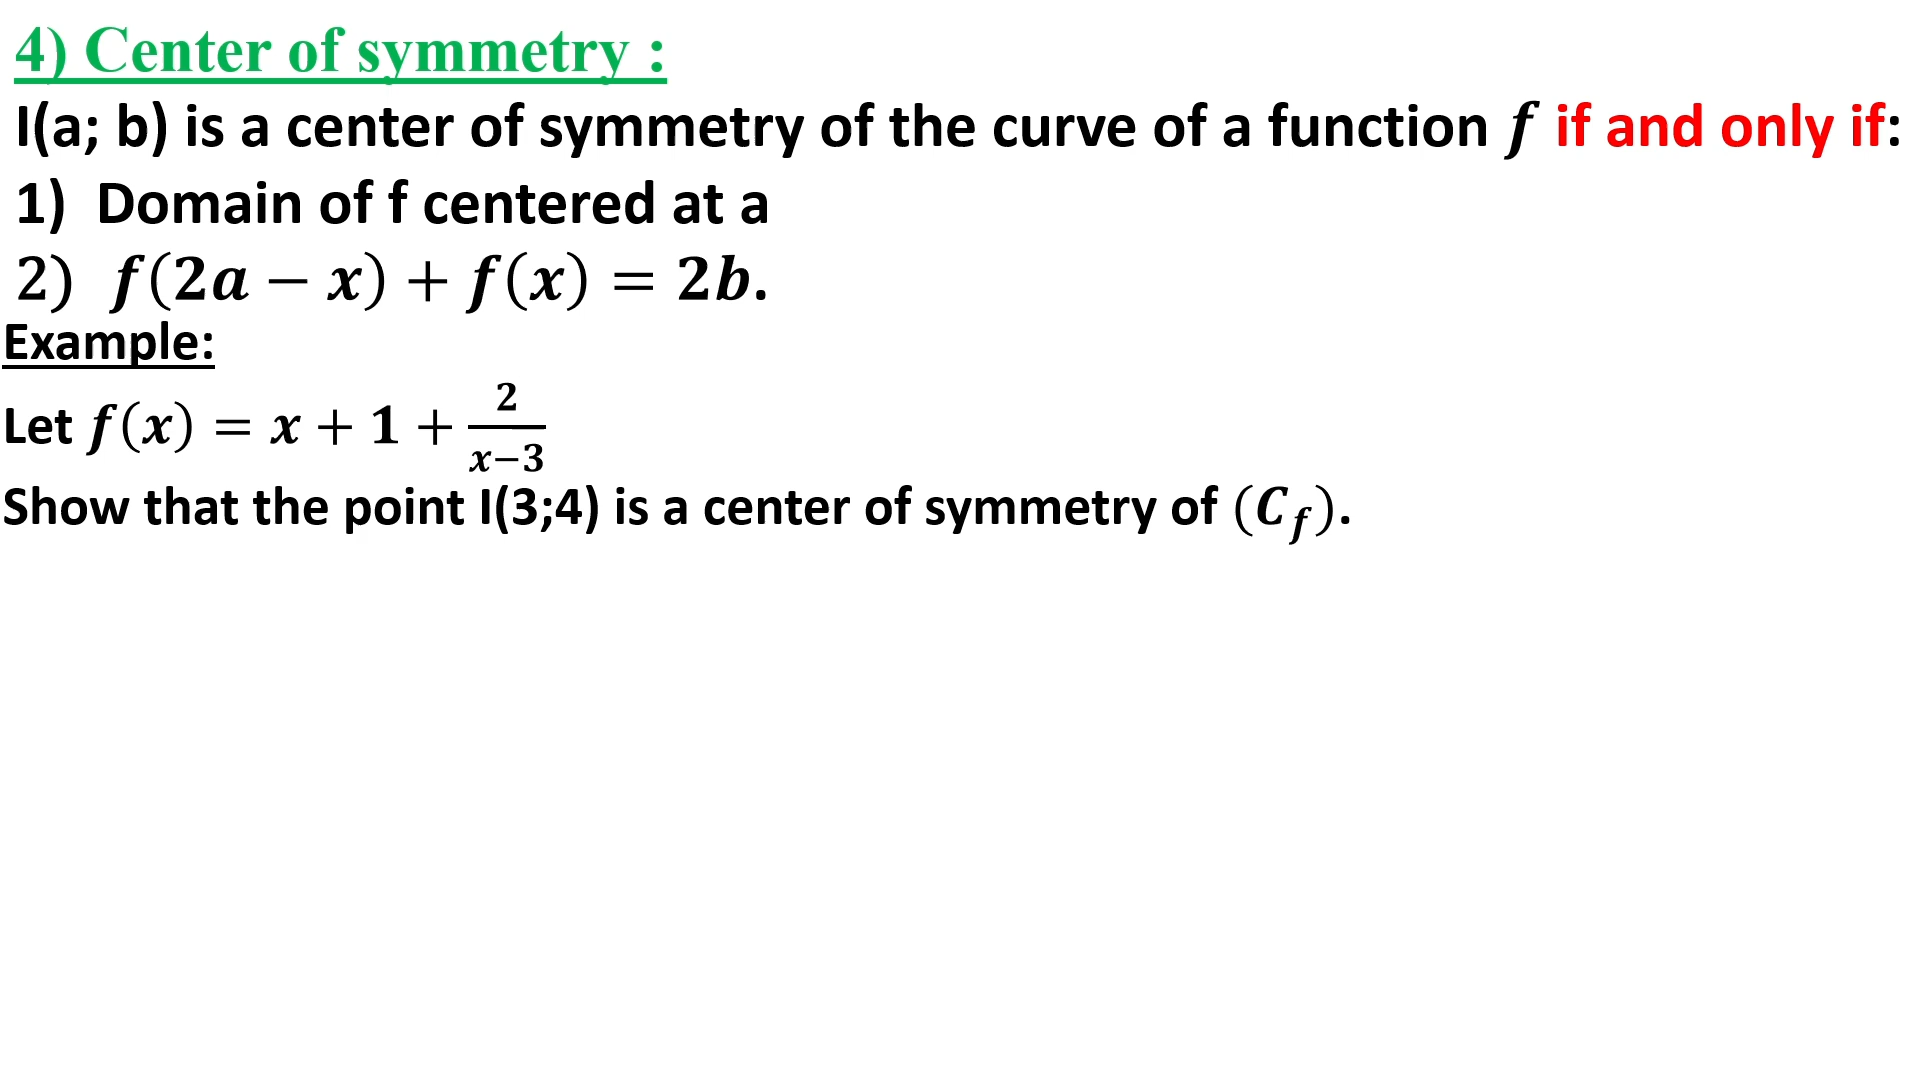 4) Center of symmetry :
I(a; b) is a center of symmetry of the curve of a function 𝒇 if and only if:
1) Domain of f centered at a
2) 𝒇(𝟐𝒂 − 𝒙) + 𝒇(𝒙) = 𝟐𝒃.
Example:
Let 𝒇(𝒙) = 𝒙 + 𝟏 + 𝟐/(𝒙−𝟑)
Show that the point I(3;4) is a center of symmetry of (𝑪_𝒇).